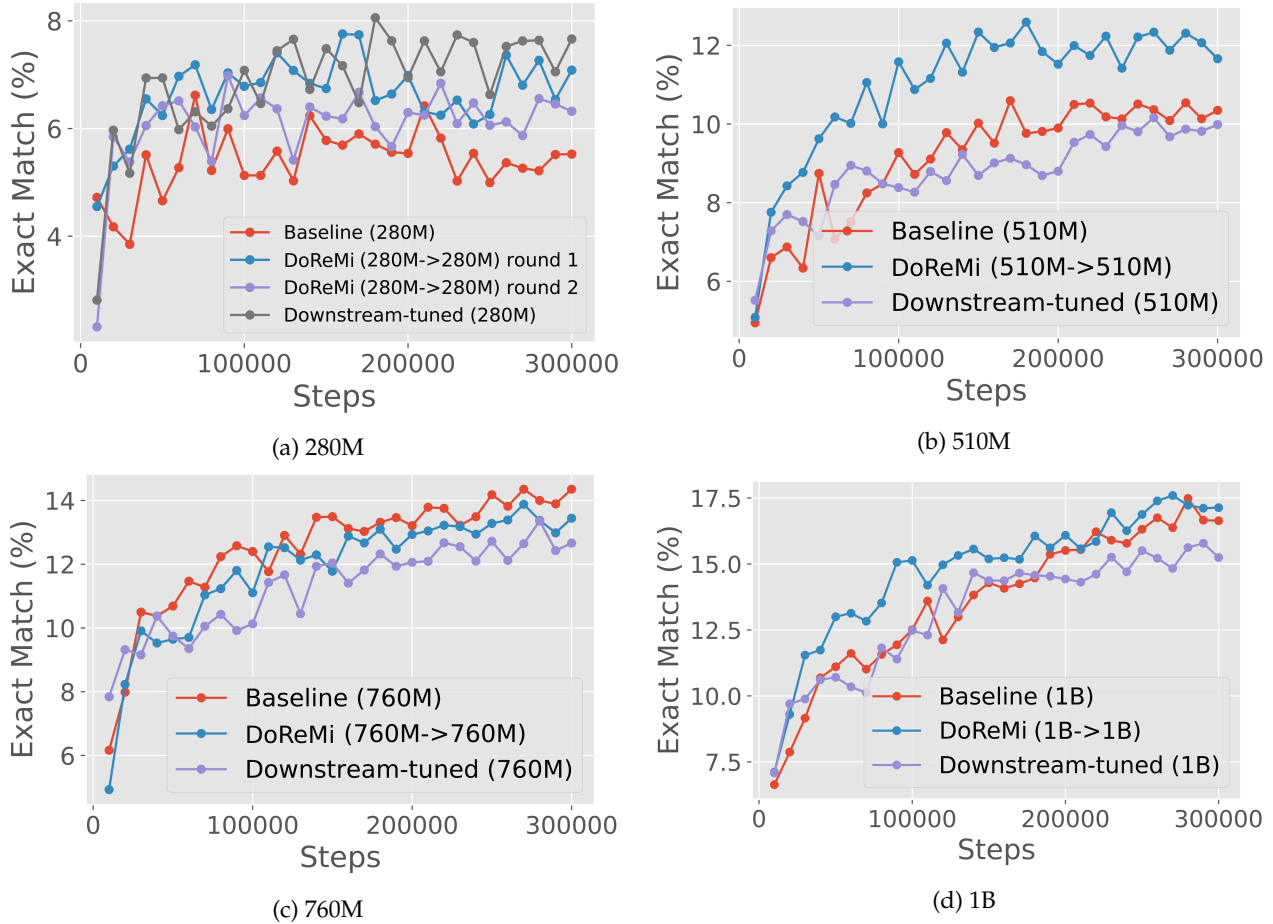 8
6
4
Exact Match (%)
Baseline (280M)
DoReMi (280M->280M) round 1
DoReMi (280M->280M) round 2
Downstream-tuned (280M)
0
100000
200000
300000
Steps
(a) 280M
12
10
8
6
Exact Match (%)
Baseline (510M)
DoReMi (510M->510M)
Downstream-tuned (510M)
0
100000
200000
300000
Steps
(b) 510M
14
12
10
8
6
Exact Match (%)
Baseline (760M)
DoReMi (760M->760M)
Downstream-tuned (760M)
0
100000
200000
300000
Steps
(c) 760M
17.5
15.0
12.5
10.0
7.5
Exact Match (%)
Baseline (1B)
DoReMi (1B->1B)
Downstream-tuned (1B)
0
100000
200000
300000
Steps
(d) 1B